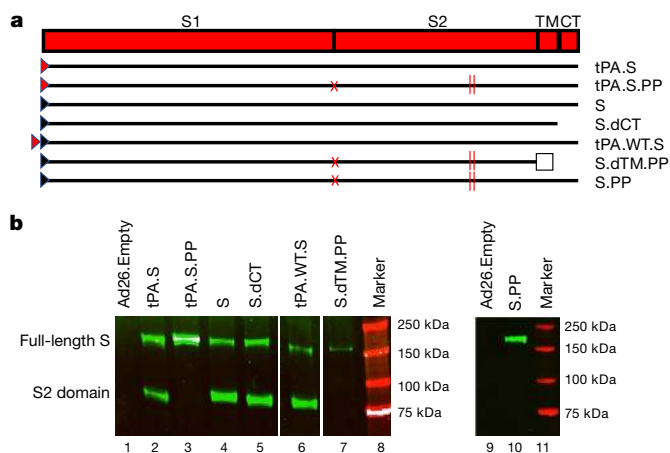 a
S1 S2 TM CT
tPA.S
tPA.S.PP
S
S.dCT
tPA.WT.S
S.dTM.PP
S.PP
b
Ad26.Empty tPA.S tPA.S.PP S S.dCT tPA.WT.S S.dTM.PP Marker Ad26.Empty S.PP Marker
Full-length S
S2 domain
250 kDa
150 kDa
100 kDa
75 kDa
250 kDa
150 kDa
100 kDa
75 kDa
1 2 3 4 5 6 7 8 9 10 11